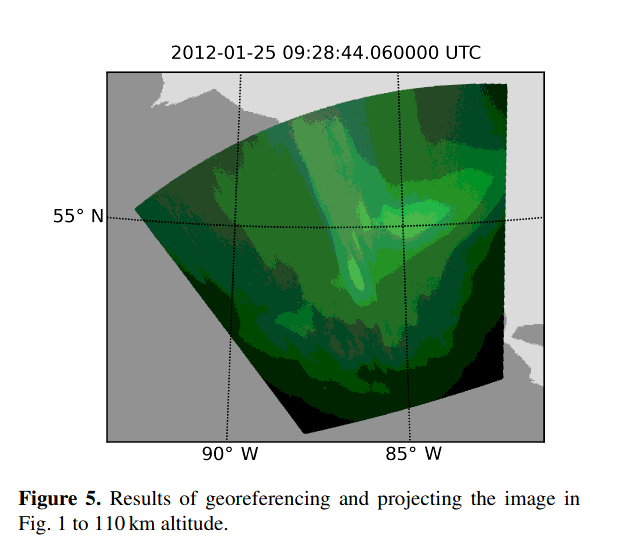 2012-01-25 09:28:44.060000 UTC
55° N
90° W
85° W
Figure 5. Results of georeferencing and projecting the image in
Fig. 1 to 110 km altitude.